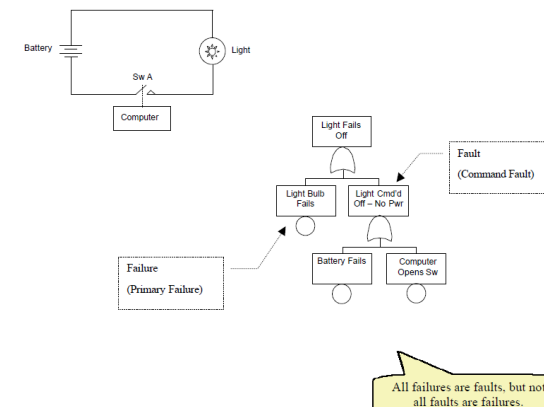 Battery
Light
Sw A
Computer
Light Fails
Off
Fault
(Command Fault)
Light Bulb
Fails
Light Cmd'd
Off – No Pwr
Failure
(Primary Failure)
Battery Fails
Computer
Opens Sw
All failures are faults, but not
all faults are failures.